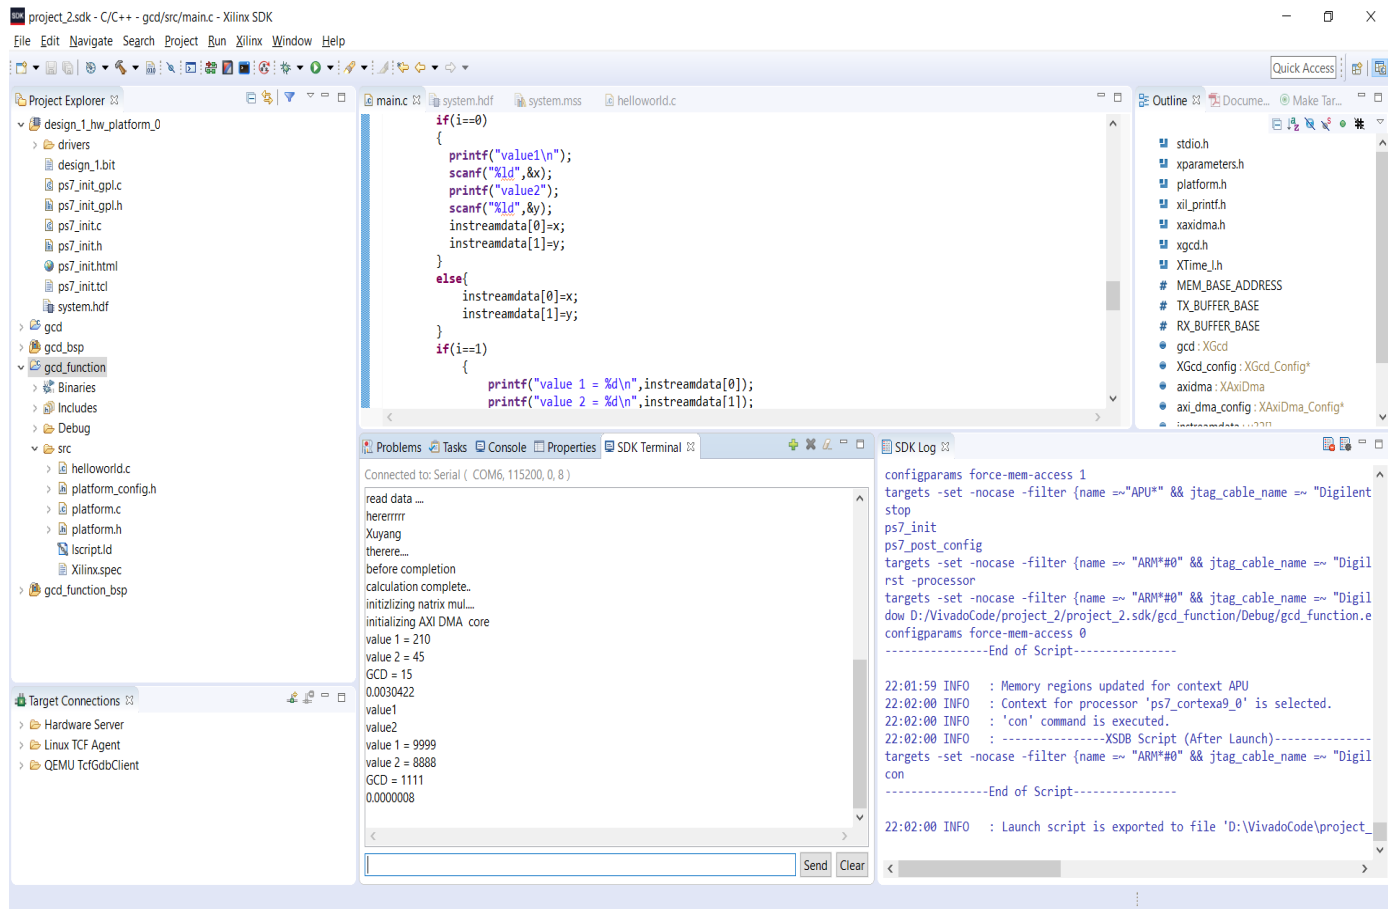 project_2.sdk - C/C++ - gcd/src/main.c - Xilinx SDK
File Edit Navigate Search Project Run Xilinx Window Help
Quick Access
Project Explorer
design_1_hw_platform_0
drivers
design_1.bit
ps7_init_gpl.c
ps7_init_gpl.h
ps7_init.c
ps7_init.h
ps7_init.html
ps7_init.tcl
system.hdf
gcd
gcd_bsp
gcd_function
Binaries
Includes
Debug
src
helloworld.c
platform_config.h
platform.c
platform.h
lscript.ld
Xilinx.spec
gcd_function_bsp
Target Connections
Hardware Server
Linux TCF Agent
QEMU TcfGdbClient
main.c system.hdf system.mss helloworld.c
if(i==0)
{
printf("value1\n");
scanf("%ld",&x);
printf("value2");
scanf("%ld",&y);
instreamdata[0]=x;
instreamdata[1]=y;
}
else{
instreamdata[0]=x;
instreamdata[1]=y;
}
if(i==1)
{
printf("value 1 = %d\n",instreamdata[0]);
printf("value 2 = %d\n",instreamdata[1]);
Outline Docume... Make Tar...
stdio.h
xparameters.h
platform.h
xil_printf.h
xaxidma.h
xgcd.h
XTime_l.h
MEM_BASE_ADDRESS
TX_BUFFER_BASE
RX_BUFFER_BASE
gcd : XGcd
XGcd_config : XGcd_Config*
axidma : XAxiDma
axi_dma_config : XAxiDma_Config*
Problems Tasks Console Properties SDK Terminal
Connected to: Serial ( COM6, 115200, 0, 8 )
read data ....
hererrrrr
Xuyang
therere....
before completion
calculation complete..
initizlizing natrix mul....
initializing AXI DMA core
value 1 = 210
value 2 = 45
GCD = 15
0.0030422
value1
value2
value 1 = 9999
value 2 = 8888
GCD = 1111
0.0000008
Send Clear
SDK Log
configparams force-mem-access 1
targets -set -nocase -filter {name =~"APU*" && jtag_cable_name =~ "Digilent
stop
ps7_init
ps7_post_config
targets -set -nocase -filter {name =~ "ARM*#0" && jtag_cable_name =~ "Digil
rst -processor
targets -set -nocase -filter {name =~ "ARM*#0" && jtag_cable_name =~ "Digil
dow D:/VivadoCode/project_2/project_2.sdk/gcd_function/Debug/gcd_function.e
configparams force-mem-access 0
----------------End of Script----------------
22:01:59 INFO : Memory regions updated for context APU
22:02:00 INFO : Context for processor 'ps7_cortexa9_0' is selected.
22:02:00 INFO : 'con' command is executed.
22:02:00 INFO : ----------------XSDB Script (After Launch)---------------
targets -set -nocase -filter {name =~ "ARM*#0" && jtag_cable_name =~ "Digil
con
----------------End of Script----------------
22:02:00 INFO : Launch script is exported to file 'D:\VivadoCode\project_